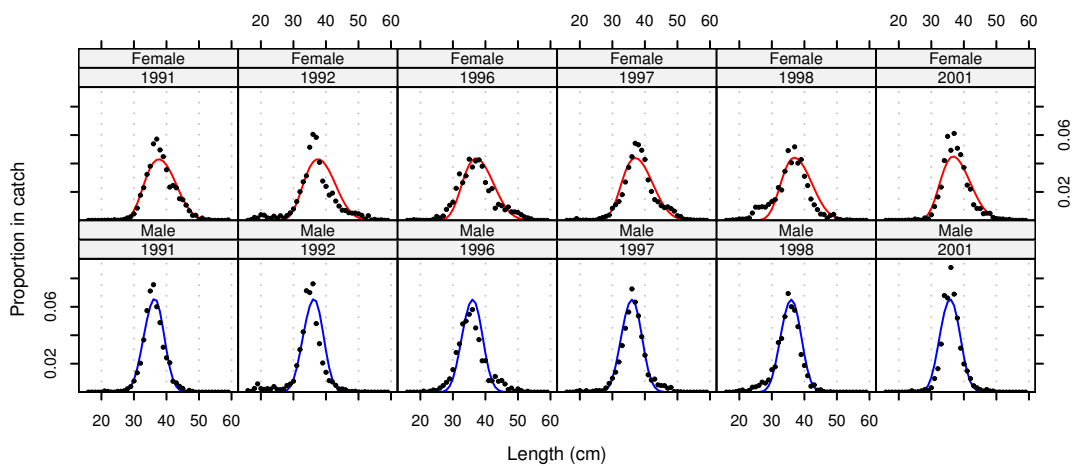 20 30 40 50 60 20 30 40 50 60 20 30 40 50 60
Female Female Female Female Female Female
1991 1992 1996 1997 1998 2001
0.02 0.06
Male Male Male Male Male Male
1991 1992 1996 1997 1998 2001
0.02 0.06
Proportion in catch
20 30 40 50 60 20 30 40 50 60 20 30 40 50 60
Length (cm)